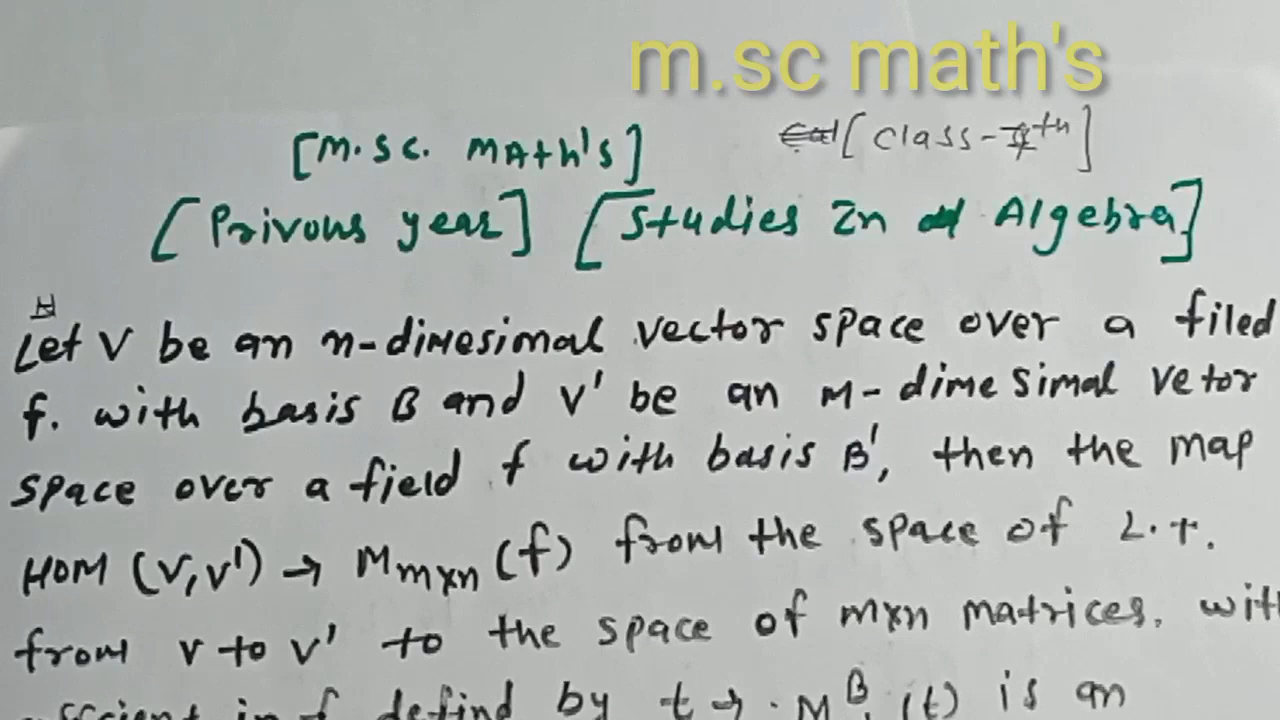 m.sc math's
[M.SC. MAth's] [Class-
[Privous year] [Studies In Algebra]
Let V be an n-dimesimal vector space over a filed
f. with basis B and V' be an M-dimesimal vetor
space over a field f with basis B', then the map
HOM (V,V') → Mmxn (f) from the space of L.T.
from V to V' to the space of mxn matrices. with
in f defind by t → . M B (t) is an